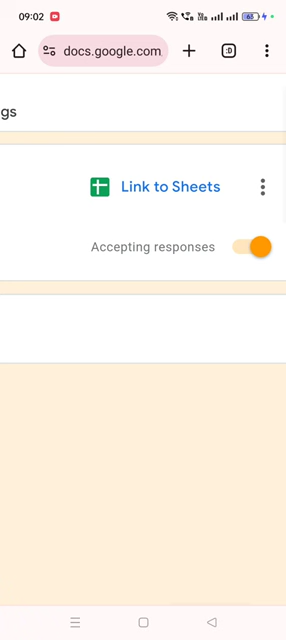 09:02
docs.google.com
:D
gs
Link to Sheets
Accepting responses